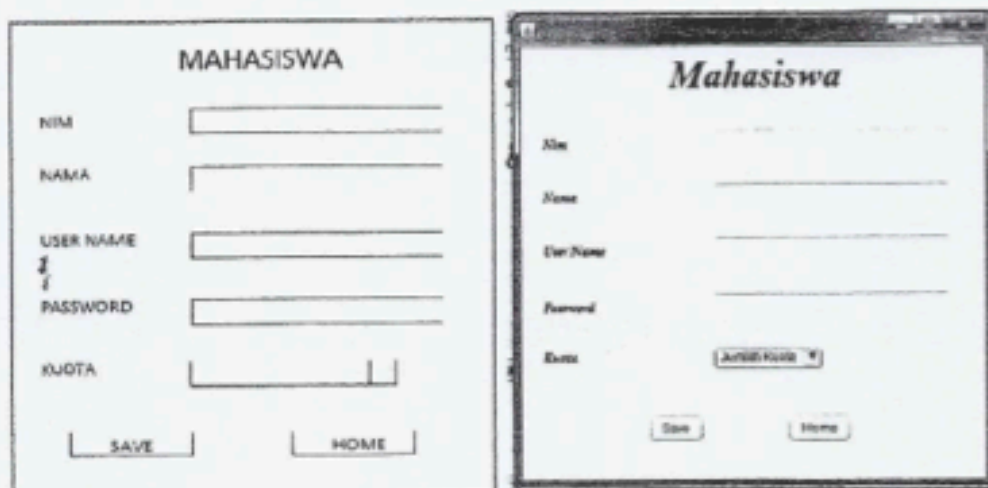 MAHASISWA
NIM
NAMA
USER NAME
PASSWORD
KUOTA
SAVE HOME
Mahasiswa
Nim
Nama
User Name
Password
Kuota
Jumlah Kuota
Save Home